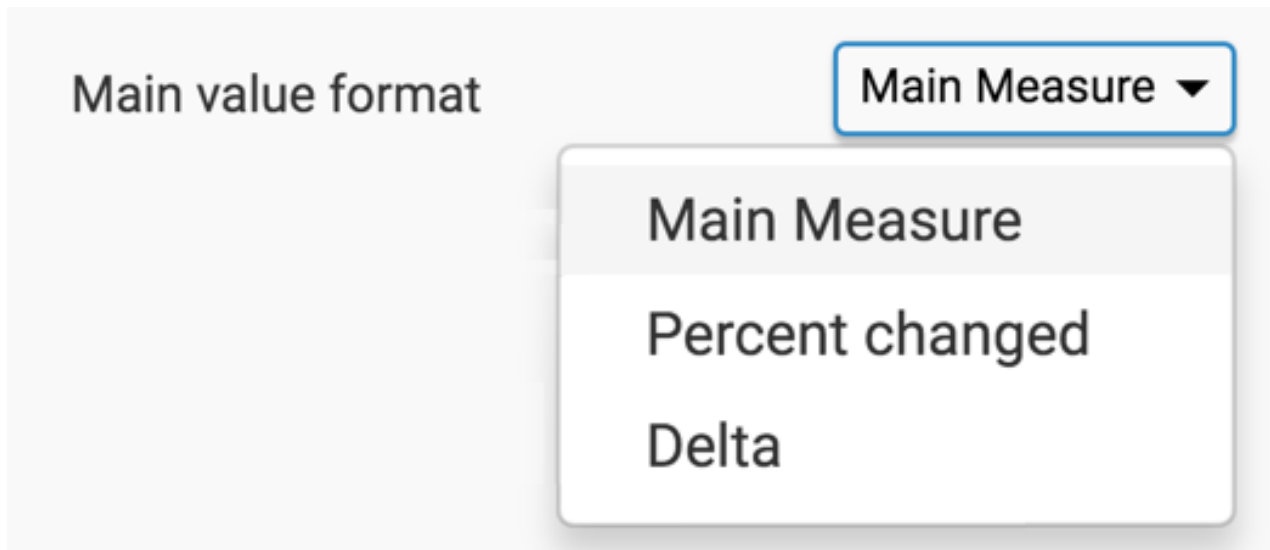 Main value format
Main Measure
Main Measure
Percent changed
Delta